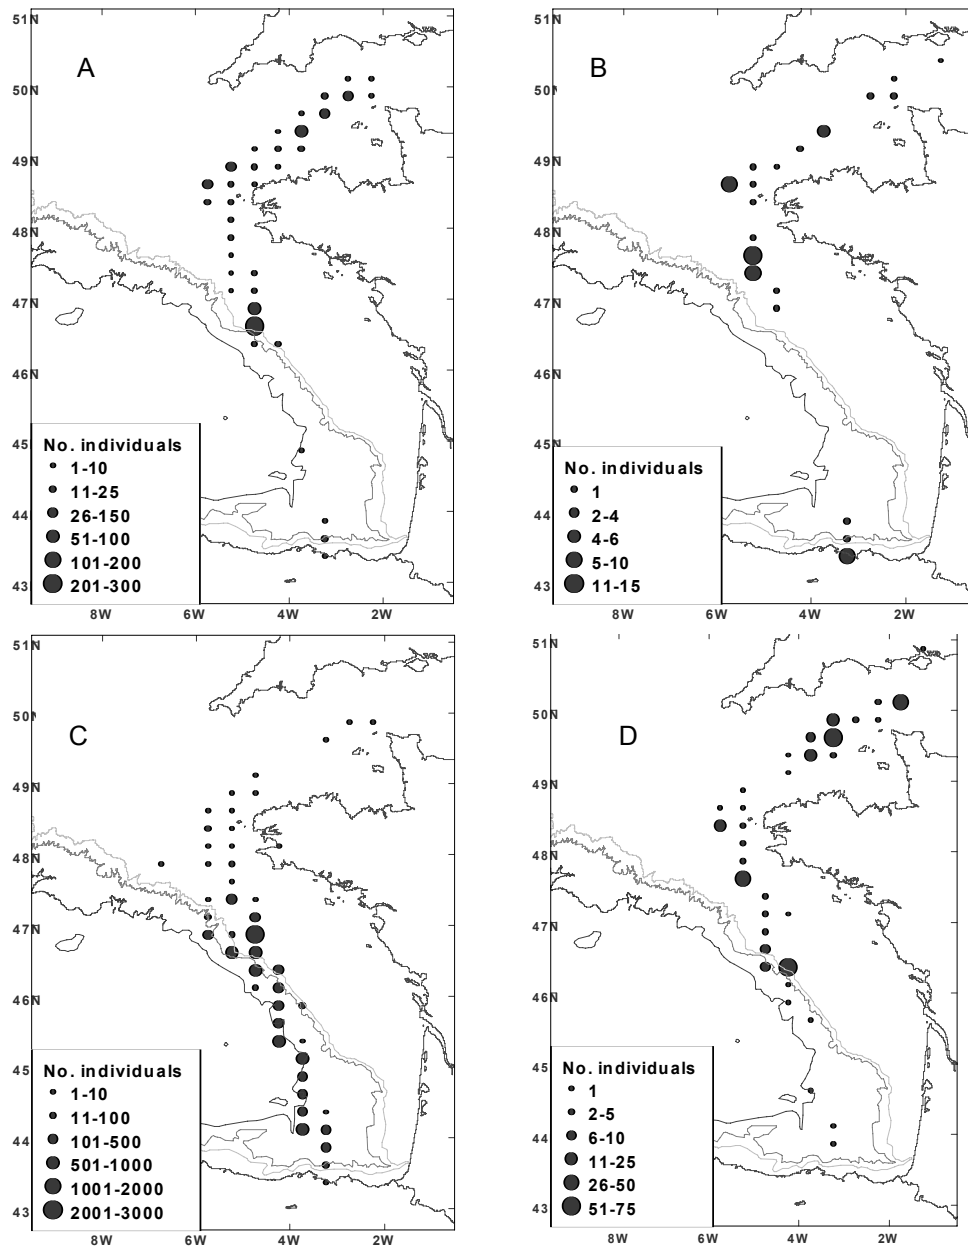 51N
A
50N
49N
48N
47N
46N
45N
44N
43N
No. individuals
1-10
11-25
26-150
51-100
101-200
201-300
8W 6W 4W 2W
51N
B
50N
49N
48N
47N
46N
45N
44N
43N
No. individuals
1
2-4
4-6
5-10
11-15
8W 6W 4W 2W
51N
C
50N
49N
48N
47N
46N
45N
44N
43N
No. individuals
1-10
11-100
101-500
501-1000
1001-2000
2001-3000
8W 6W 4W 2W
51N
D
50N
49N
48N
47N
46N
45N
44N
43N
No. individuals
1
2-5
6-10
11-25
26-50
51-75
8W 6W 4W 2W